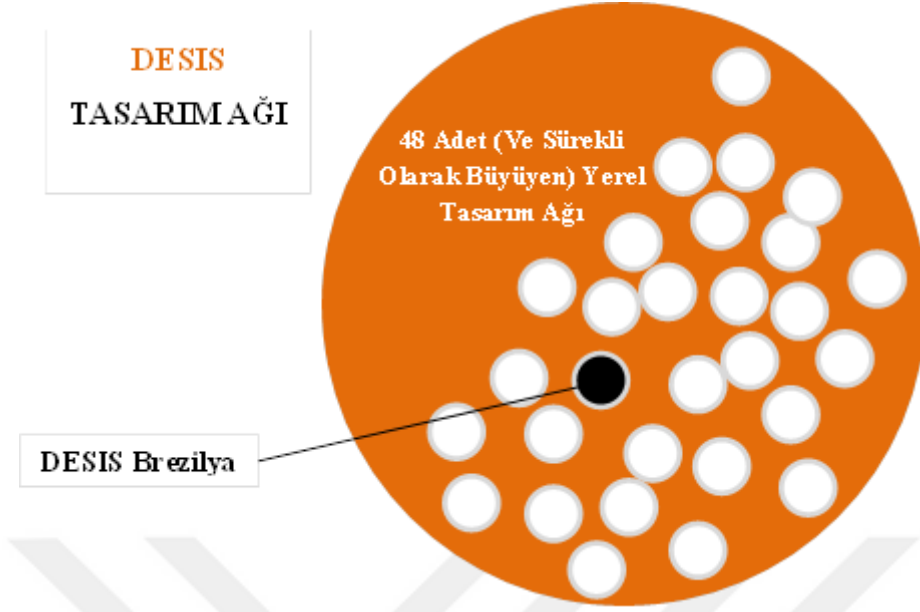 DESIS
TASARIM AĞI
48 Adet (Ve Sürekli
Olarak Büyüyen) Yerel
Tasarım Ağı
DESIS Brezilya